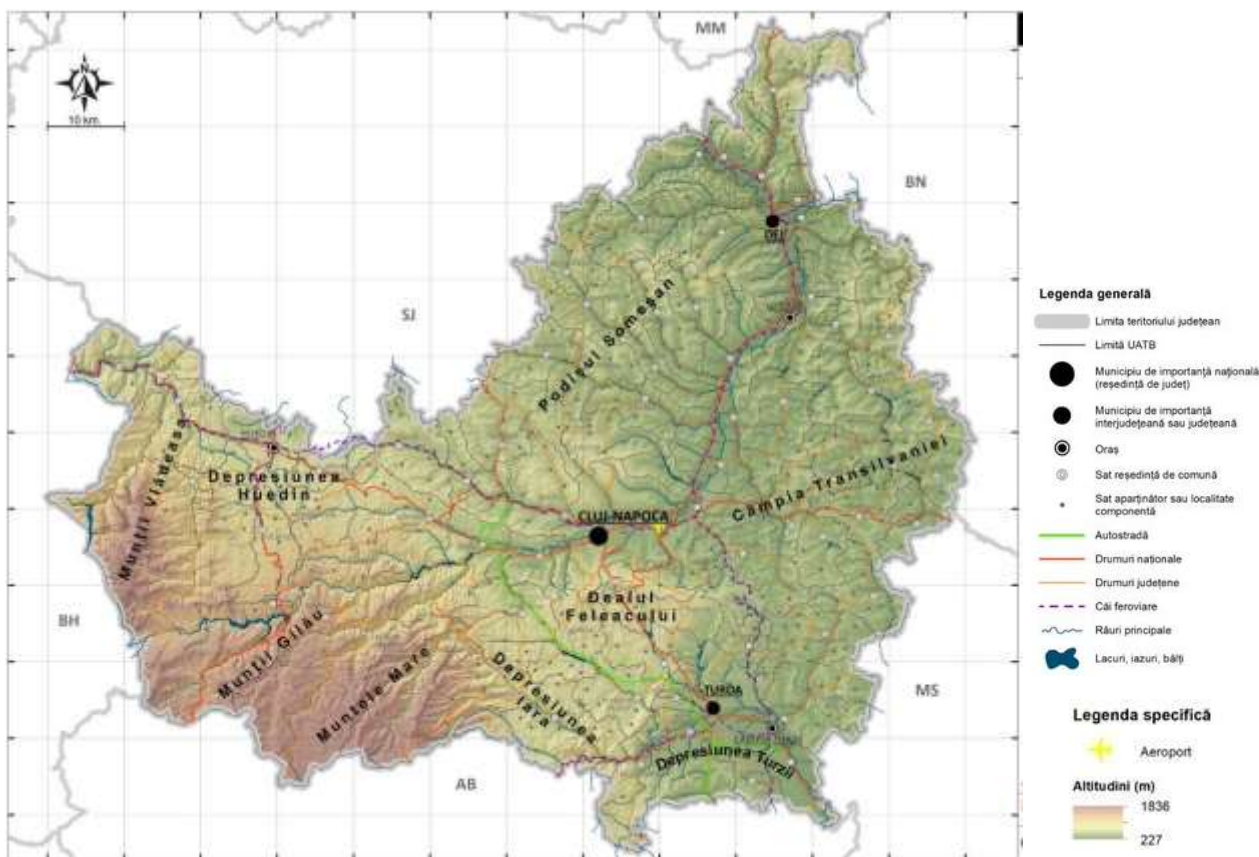 MM
N
10 km.
BN
DEJ
SJ
Podișul Someșan
Munții Vlădeasa
Depresiunea
Huedin
Câmpia Transilvaniei
CLUJ-NAPOCA
Dealul
Feleacului
BH
Munții Gilău
Muntele Mare
Depresiunea
Iara
TURDA
MS
Depresiunea Turzii
AB
Legenda generală
Limita teritoriului județean
Limită UATB
Municipiu de importanță națională
(reședință de județ)
Municipiu de importanță
interjudețeană sau județeană
Oraș
Sat reședință de comună
Sat aparținător sau localitate
componentă
Autostradă
Drumuri naționale
Drumuri județene
Căi feroviare
Râuri principale
Lacuri, iazuri, bălți
Legenda specifică
Aeroport
Altitudini (m)
1836
227